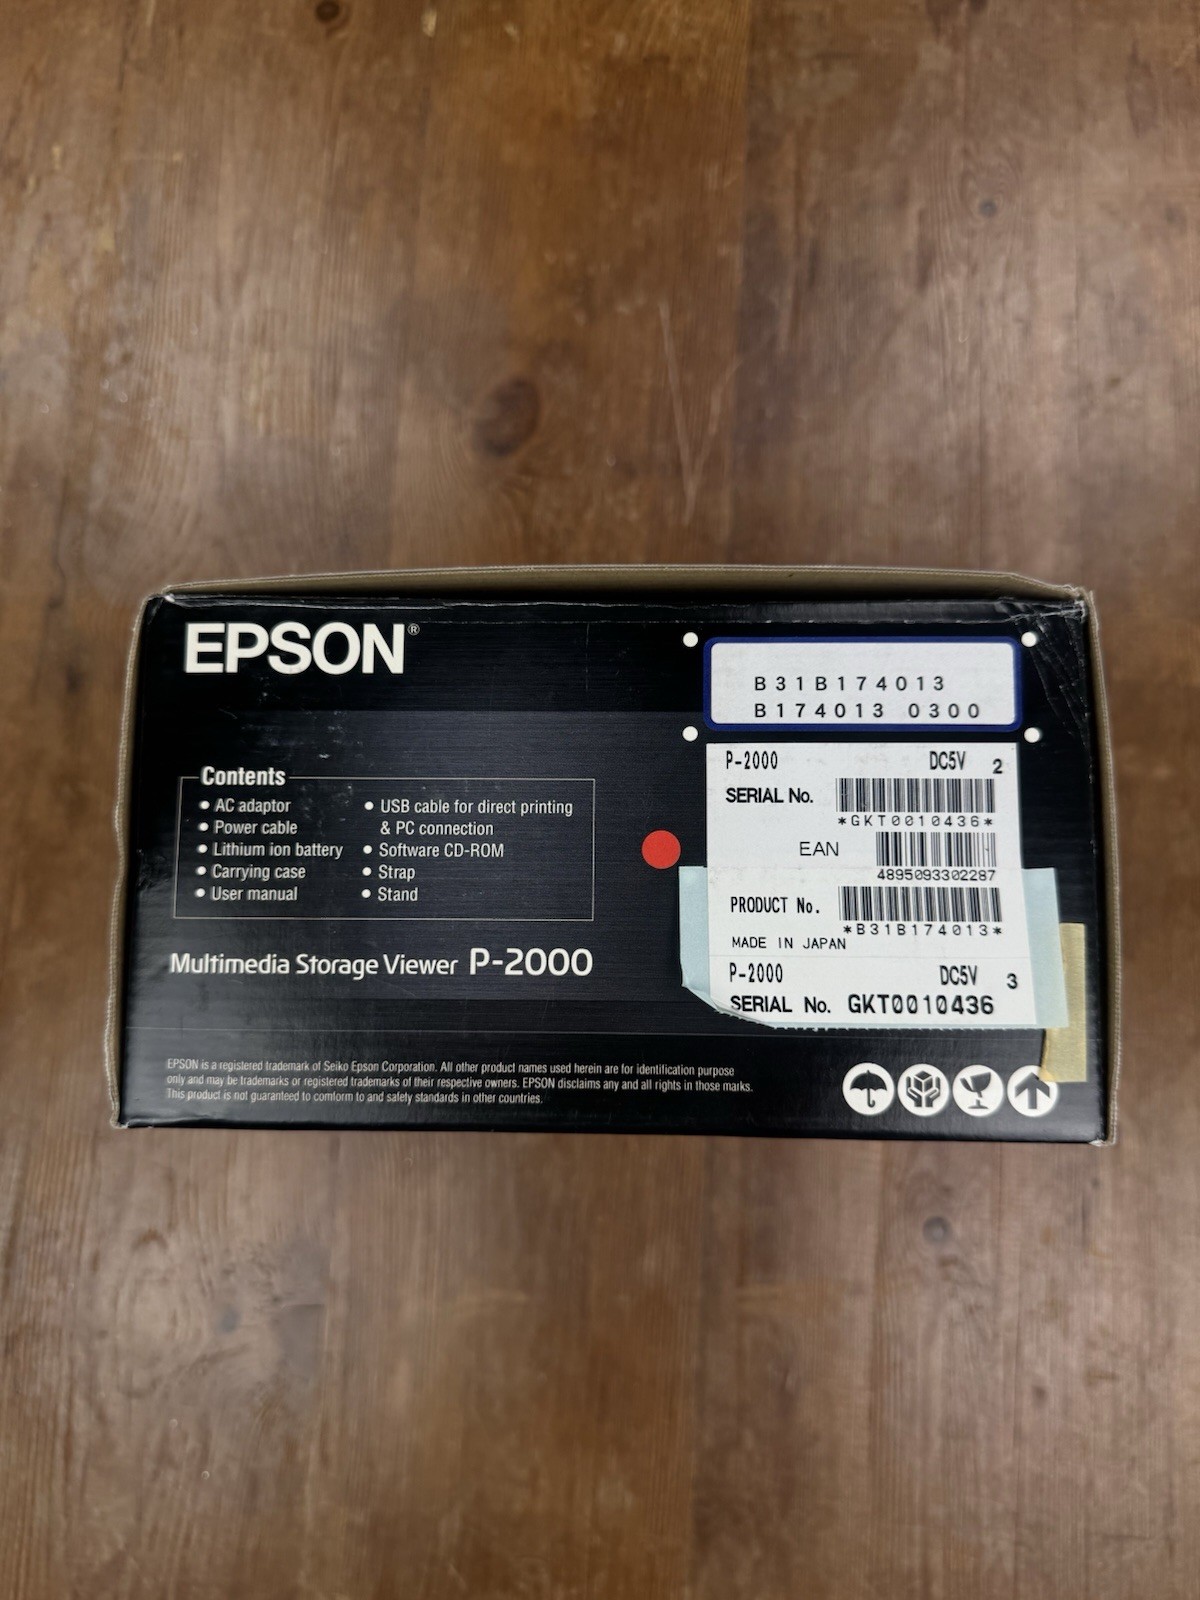 EPSON®
B31B174013
B174013 0300
Contents
• AC adaptor
• Power cable
• Lithium ion battery
• Carrying case
• User manual
• USB cable for direct printing
& PC connection
• Software CD-ROM
• Strap
• Stand
Multimedia Storage Viewer P-2000
P-2000 DC5V 2
SERIAL No.
*GKT0010436*
EAN
4895093302287
PRODUCT No.
*B31B174013*
MADE IN JAPAN
P-2000 DC5V 3
SERIAL No. GKT0010436
EPSON is a registered trademark of Seiko Epson Corporation. All other product names used herein are for identification purpose
only and may be trademarks or registered trademarks of their respective owners. EPSON disclaims any and all rights in those marks.
This product is not guaranteed to comform to and safety standards in other countries.